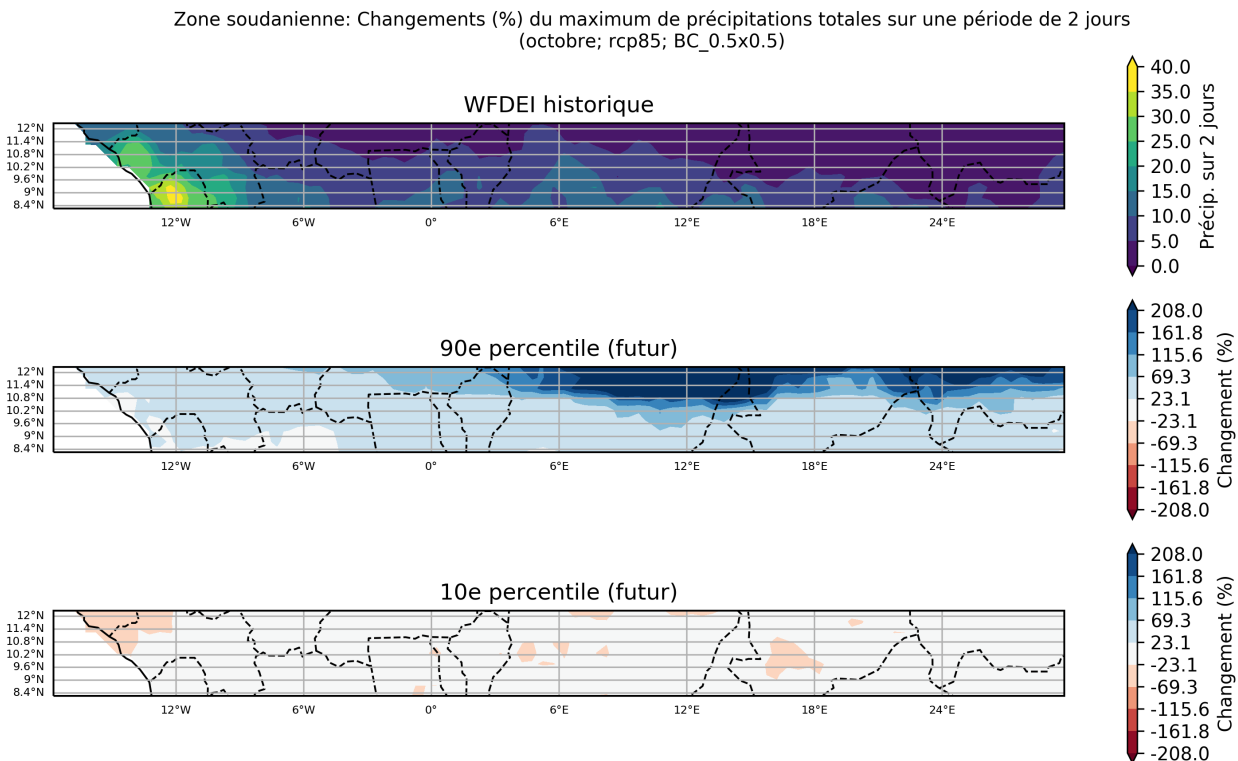 Zone soudanienne: Changements (%) du maximum de précipitations totales sur une période de 2 jours
(octobre; rcp85; BC_0.5x0.5)
WFDEI historique
12°N
11.4°N
10.8°N
10.2°N
9.6°N
9°N
8.4°N
12°W 6°W 0° 6°E 12°E 18°E 24°E
40.0
35.0
30.0
25.0
20.0
15.0
10.0
5.0
0.0
Précip. sur 2 jours
90e percentile (futur)
12°N
11.4°N
10.8°N
10.2°N
9.6°N
9°N
8.4°N
12°W 6°W 0° 6°E 12°E 18°E 24°E
208.0
161.8
115.6
69.3
23.1
-23.1
-69.3
-115.6
-161.8
-208.0
Changement (%)
10e percentile (futur)
12°N
11.4°N
10.8°N
10.2°N
9.6°N
9°N
8.4°N
12°W 6°W 0° 6°E 12°E 18°E 24°E
208.0
161.8
115.6
69.3
23.1
-23.1
-69.3
-115.6
-161.8
-208.0
Changement (%)